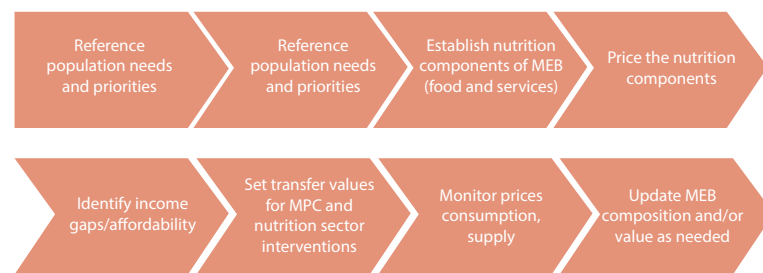 Reference
population needs
and priorities
Reference
population needs
and priorities
Establish nutrition
components of MEB
(food and services)
Price the nutrition
components
Identify income
gaps/affordability
Set transfer values
for MPC and
nutrition sector
interventions
Monitor prices
consumption,
supply
Update MEB
composition and/or
value as needed